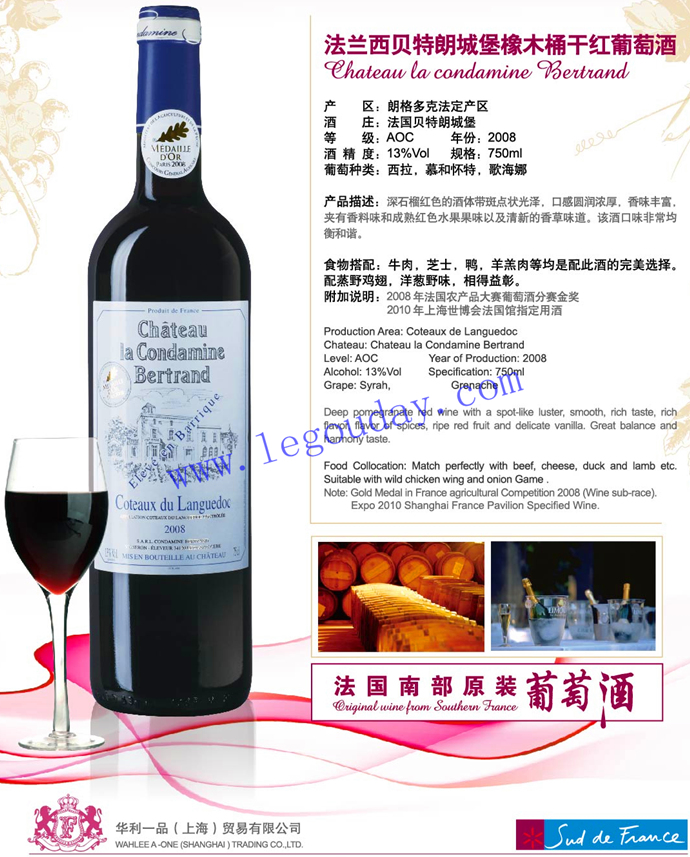 法兰西贝特朗城堡橡木桶干红葡萄酒
Chateau la condamine Bertrand
产 区：朗格多克法定产区
酒 庄：法国贝特朗城堡
等 级：AOC 年份：2008
酒 精 度：13%Vol 规格：750ml
葡萄种类：西拉，慕和怀特，歌海娜
产品描述：深石榴红色的酒体带斑点状光泽，口感圆润浓厚，香味丰富，
夹有香料味和成熟红色水果果味以及清新的香草味道。该酒口味非常均
衡和谐。
食物搭配：牛肉，芝士，鸭，羊羔肉等均是配此酒的完美选择。
配蒸野鸡翅，洋葱野味，相得益彰。
附加说明：2008年法国农产品大赛葡萄酒分赛金奖
2010年上海世博会法国馆指定用酒
Production Area: Coteaux de Languedoc
Chateau: Chateau la Condamine Bertrand
Level: AOC Year of Production: 2008
Alcohol: 13%Vol Specification: 750ml
Grape: Syrah, Grenache
Deep pomegranate red wine with a spot-like luster, smooth, rich taste, rich
flavor, flavor of spices, ripe red fruit and delicate vanilla. Great balance and
harmony taste.
Food Collocation: Match perfectly with beef, cheese, duck and lamb etc.
Suitable with wild chicken wing and onion Game .
Note: Gold Medal in France agricultural Competition 2008 (Wine sub-race).
Expo 2010 Shanghai France Pavilion Specified Wine.
www.legouday.com
法国南部原装葡萄酒
Original wine from Southern France
damine
MÉDAILLE
D'OR
PARIS 2008
Produit de France
Château
la Condamine
Bertrand
Elevé en Barrique
Coteaux du Languedoc
2008
MIS EN BOUTEILLE AU CHÂTEAU
F
华利一品（上海）贸易有限公司
WAHLEE A -ONE (SHANGHAI ) TRADING CO.,LTD.
Sud de France